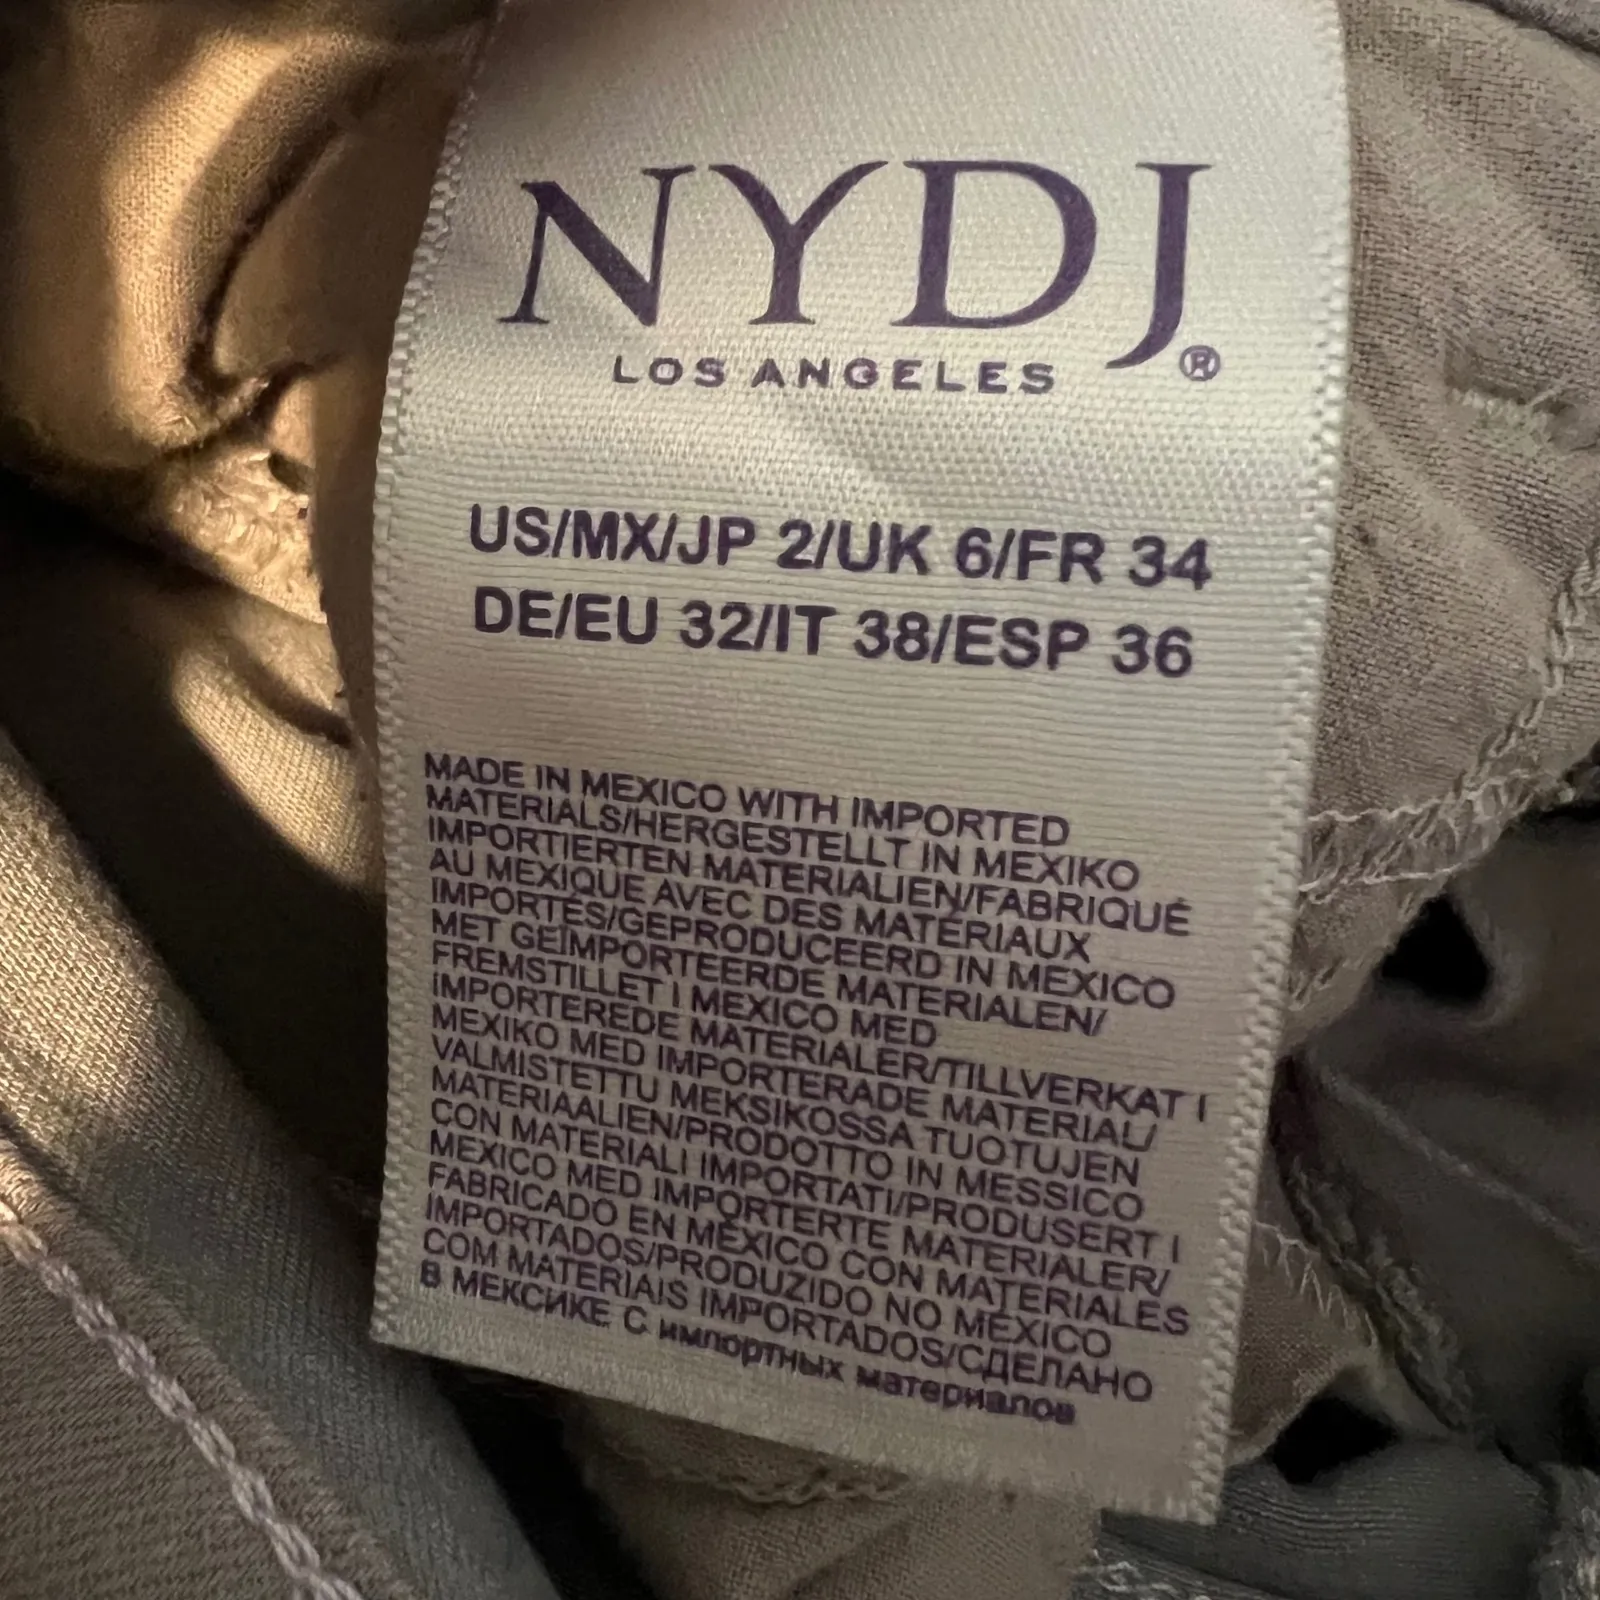 NYDJ®
LOS ANGELES
US/MX/JP 2/UK 6/FR 34
DE/EU 32/IT 38/ESP 36
MADE IN MEXICO WITH IMPORTED
MATERIALS/HERGESTELLT IN MEXIKO
IMPORTIERTEN MATERIALIEN/FABRIQUÉ
AU MEXIQUE AVEC DES MATÉRIAUX
IMPORTÉS/GEPRODUCEERD IN MEXICO
MET GEÏMPORTEERDE MATERIALEN/
FREMSTILLET I MEXICO MED
IMPORTEREDE MATERIALER/TILLVERKAT I
MEXIKO MED IMPORTERADE MATERIAL/
VALMISTETTU MEKSIKOSSA TUOTUJEN
MATERIAALIEN/PRODOTTO IN MESSICO
CON MATERIALI IMPORTATI/PRODUSERT I
MEXICO MED IMPORTERTE MATERIALER/
FABRICADO EN MÉXICO CON MATERIALES
IMPORTADOS/PRODUZIDO NO MÉXICO
COM MATERIAIS IMPORTADOS/СДЕЛАНО
В МЕКСИКЕ С импортных материалов